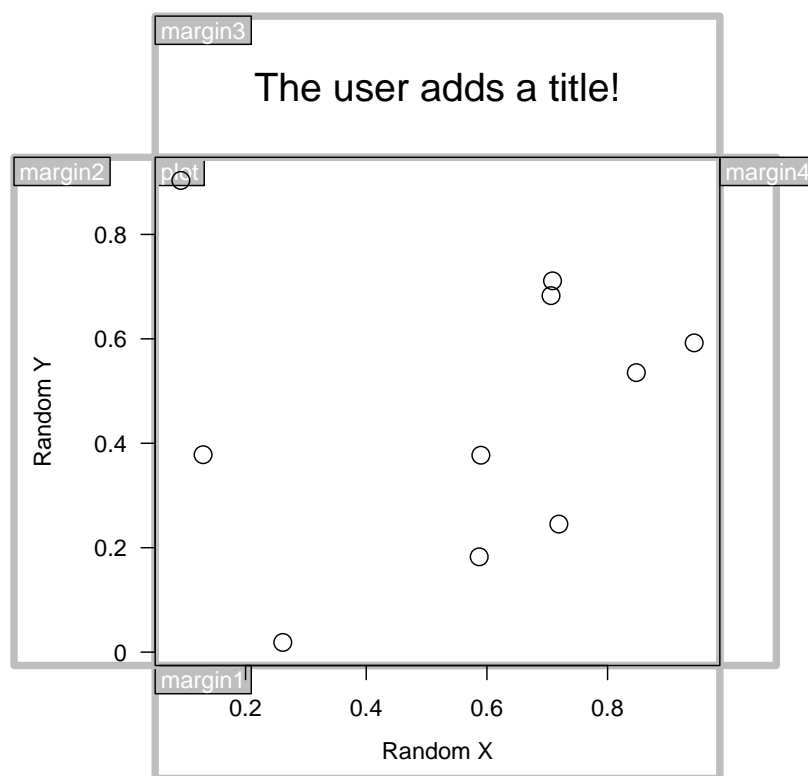 margin3
The user adds a title!
margin2
plot
margin4
0.8
0.6
0.4
0.2
0
Random Y
margin1
0.2 0.4 0.6 0.8
Random X